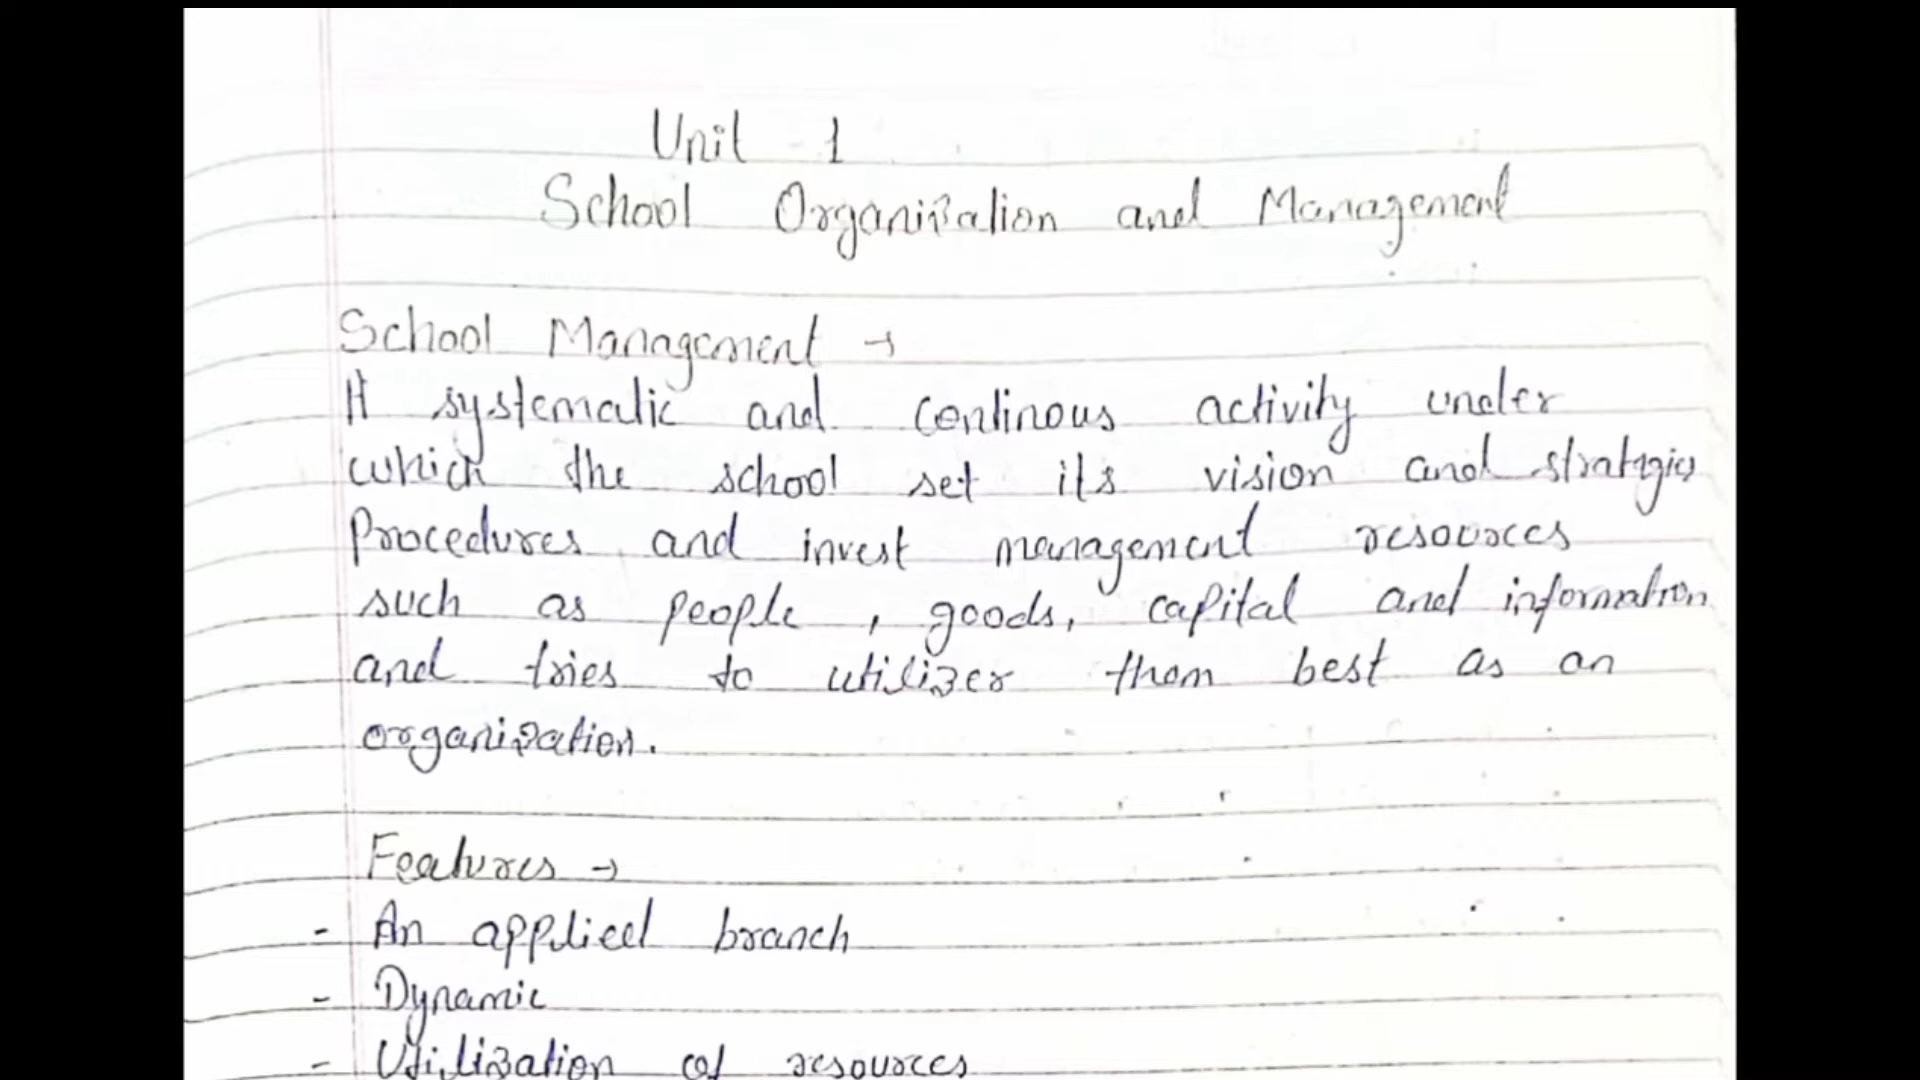 Unit - 1
School Organization and Management
School Management →
A systematic and continous activity under
which the school set its vision and strategies
Procedures and invest management resources
such as people, goods, capital and information
and tries to utilizer them best as an
organization.
Features →
- An applied branch
- Dynamic
- Utilization of resources